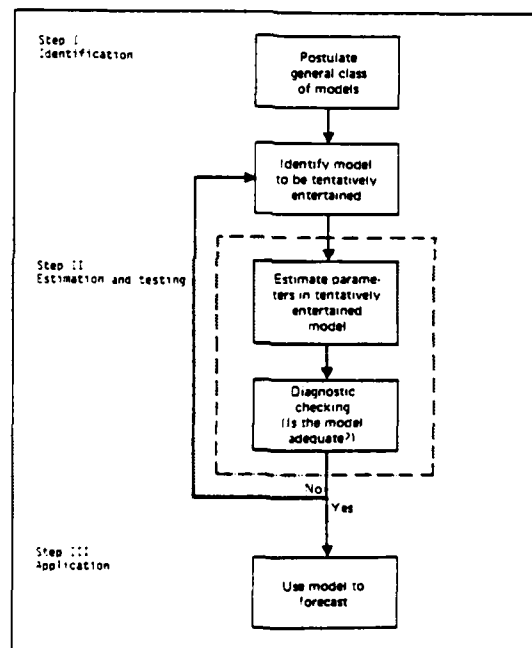 Step I
Identification
Postulate
general class
of models
Identify model
to be tentatively
entertained
Step II
Estimation and testing
Estimate parame-
ters in tentatively
entertained
model
Diagnostic
checking
(Is the model
adequate?)
No
Yes
Step III
Application
Use model to
forecast